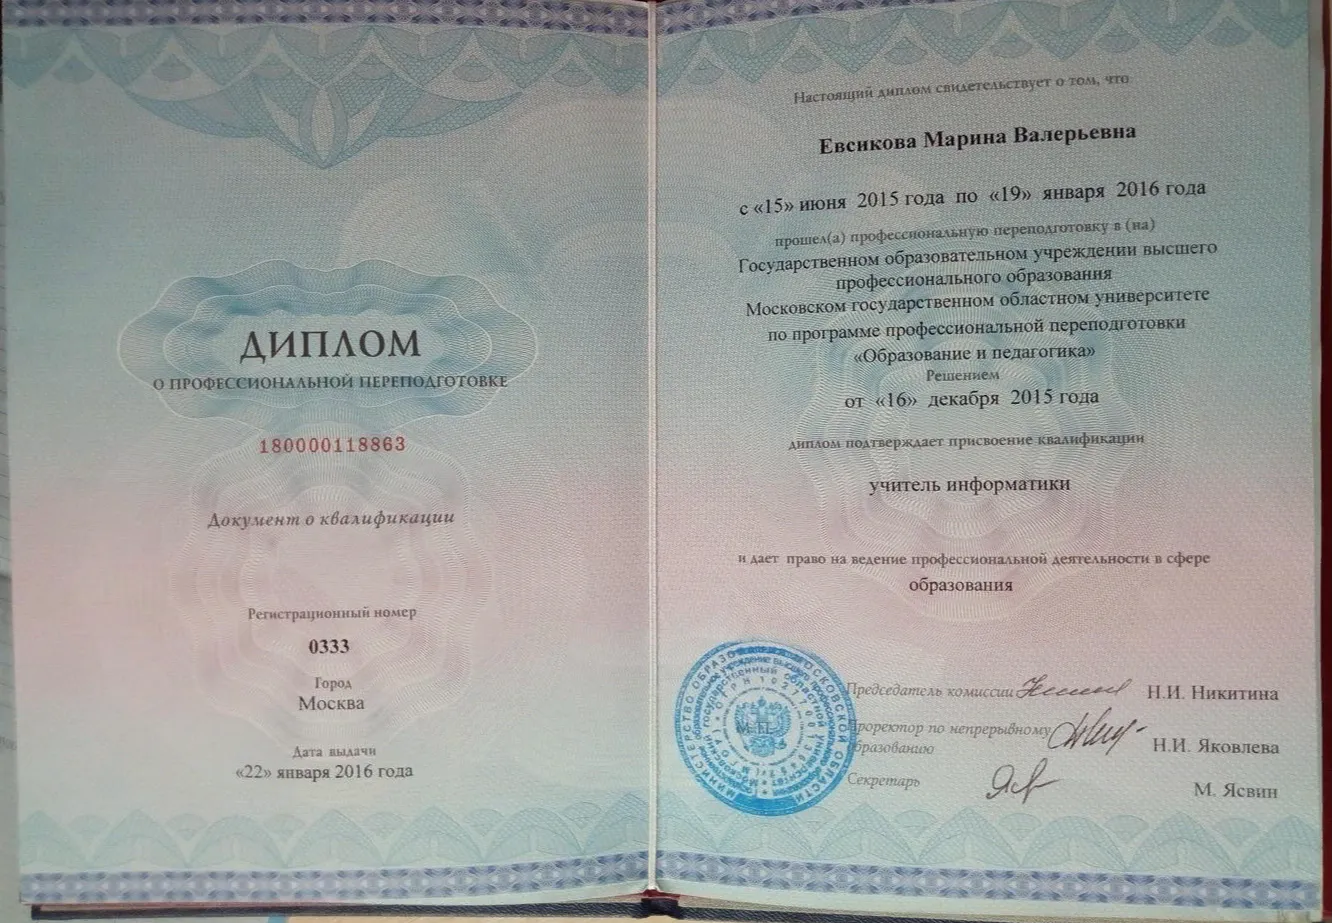 ДИПЛОМ
О ПРОФЕССИОНАЛЬНОЙ ПЕРЕПОДГОТОВКЕ
180000118863
Документ о квалификации
Регистрационный номер
0333
Город
Москва
Дата выдачи
«22» января 2016 года
Настоящий диплом свидетельствует о том, что
Евсикова Марина Валерьевна
с «15» июня 2015 года по «19» января 2016 года
прошел(а) профессиональную переподготовку в (на)
Государственном образовательном учреждении высшего
профессионального образования
Московском государственном областном университете
по программе профессиональной переподготовки
«Образование и педагогика»
Решением
от «16» декабря 2015 года
диплом подтверждает присвоение квалификации
учитель информатики
и дает право на ведение профессиональной деятельности в сфере
образования
МИНИСТЕРСТВО ОБРАЗОВАНИЯ МОСКОВСКОЙ ОБЛАСТИ
М.П.
Председатель комиссии Н.И. Никитина
Проректор по непрерывному
образованию Н.И. Яковлева
Секретарь М. Ясвин